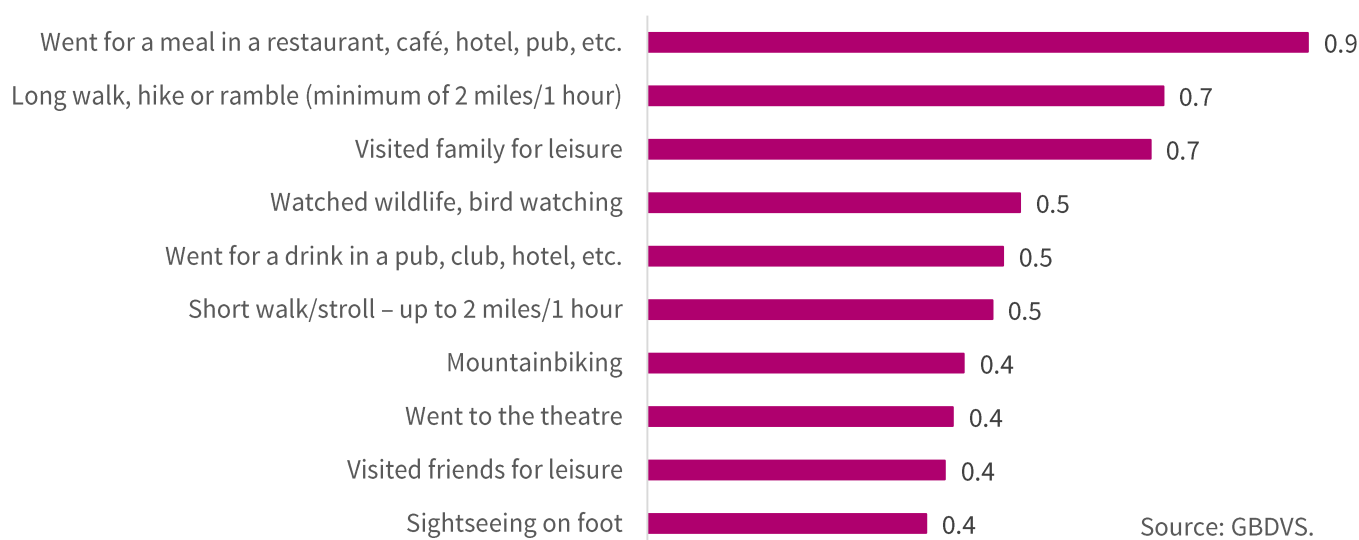 Went for a meal in a restaurant, café, hotel, pub, etc. 0.9
Long walk, hike or ramble (minimum of 2 miles/1 hour) 0.7
Visited family for leisure 0.7
Watched wildlife, bird watching 0.5
Went for a drink in a pub, club, hotel, etc. 0.5
Short walk/stroll – up to 2 miles/1 hour 0.5
Mountainbiking 0.4
Went to the theatre 0.4
Visited friends for leisure 0.4
Sightseeing on foot 0.4
Source: GBDVS.